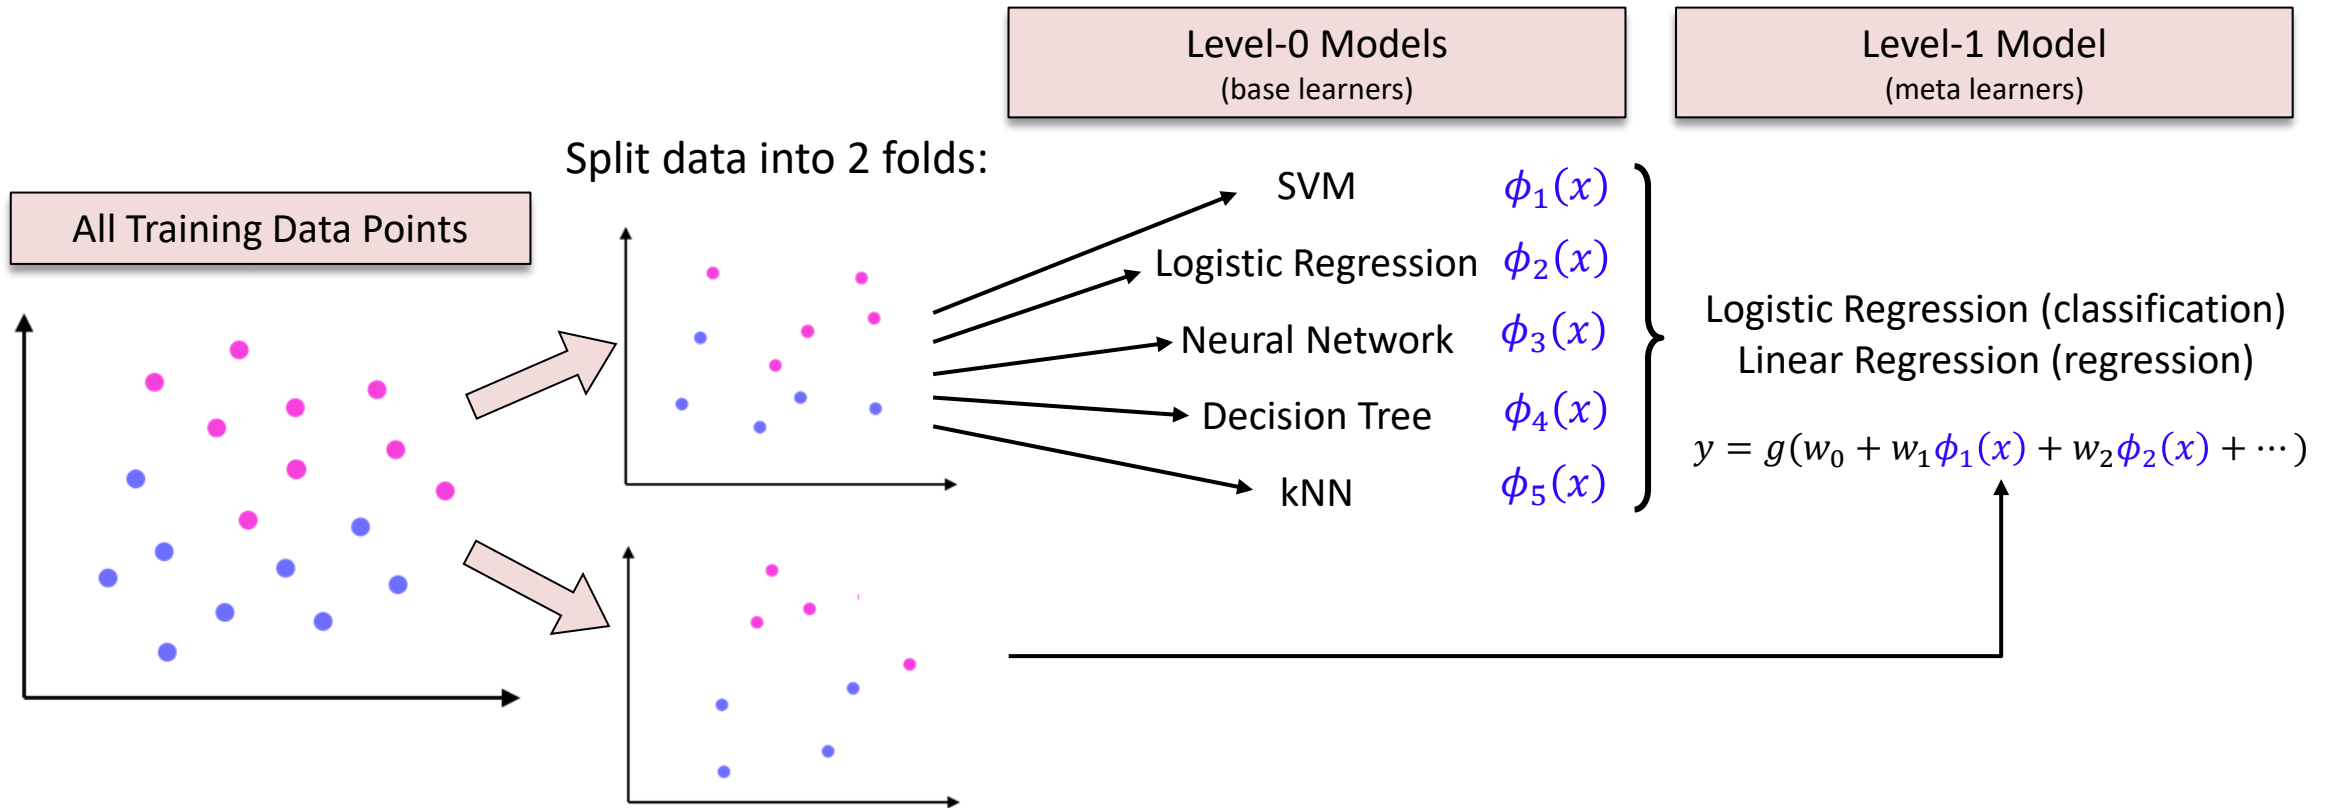 All Training Data Points
Split data into 2 folds:
Level-0 Models
(base learners)
SVM ϕ₁(x)
Logistic Regression ϕ₂(x)
Neural Network ϕ₃(x)
Decision Tree ϕ₄(x)
kNN ϕ₅(x)
Level-1 Model
(meta learners)
Logistic Regression (classification)
Linear Regression (regression)
y = g(w₀ + w₁ϕ₁(x) + w₂ϕ₂(x) + ⋯)